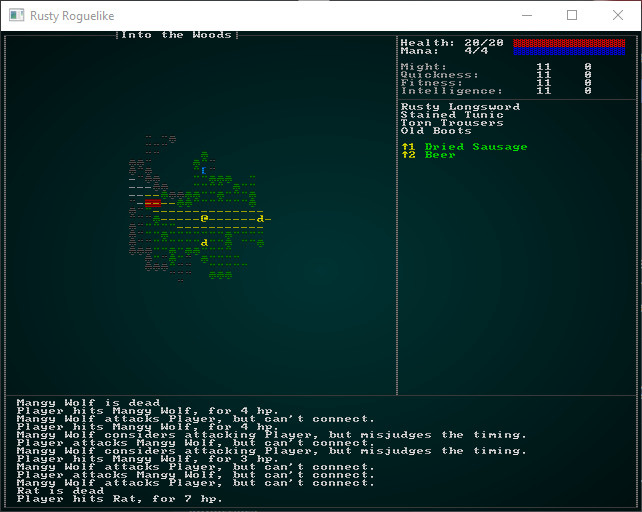 Rusty Roguelike
Into the Woods
Health: 20/20
Mana: 4/4
Might: 11 0
Quickness: 11 0
Fitness: 11 0
Intelligence: 11 0
Rusty Longsword
Stained Tunic
Torn Trousers
Old Boots
↑1 Dried Sausage
↑2 Beer
@ d
d
Mangy Wolf is dead
Player hits Mangy Wolf, for 4 hp.
Mangy Wolf attacks Player, but can't connect.
Player hits Mangy Wolf, for 4 hp.
Mangy Wolf considers attacking Player, but misjudges the timing.
Player attacks Mangy Wolf, but can't connect.
Mangy Wolf considers attacking Player, but misjudges the timing.
Player hits Mangy Wolf, for 3 hp.
Mangy Wolf attacks Player, but can't connect.
Player attacks Mangy Wolf, but can't connect.
Mangy Wolf attacks Player, but can't connect.
Rat is dead
Player hits Rat, for 7 hp.